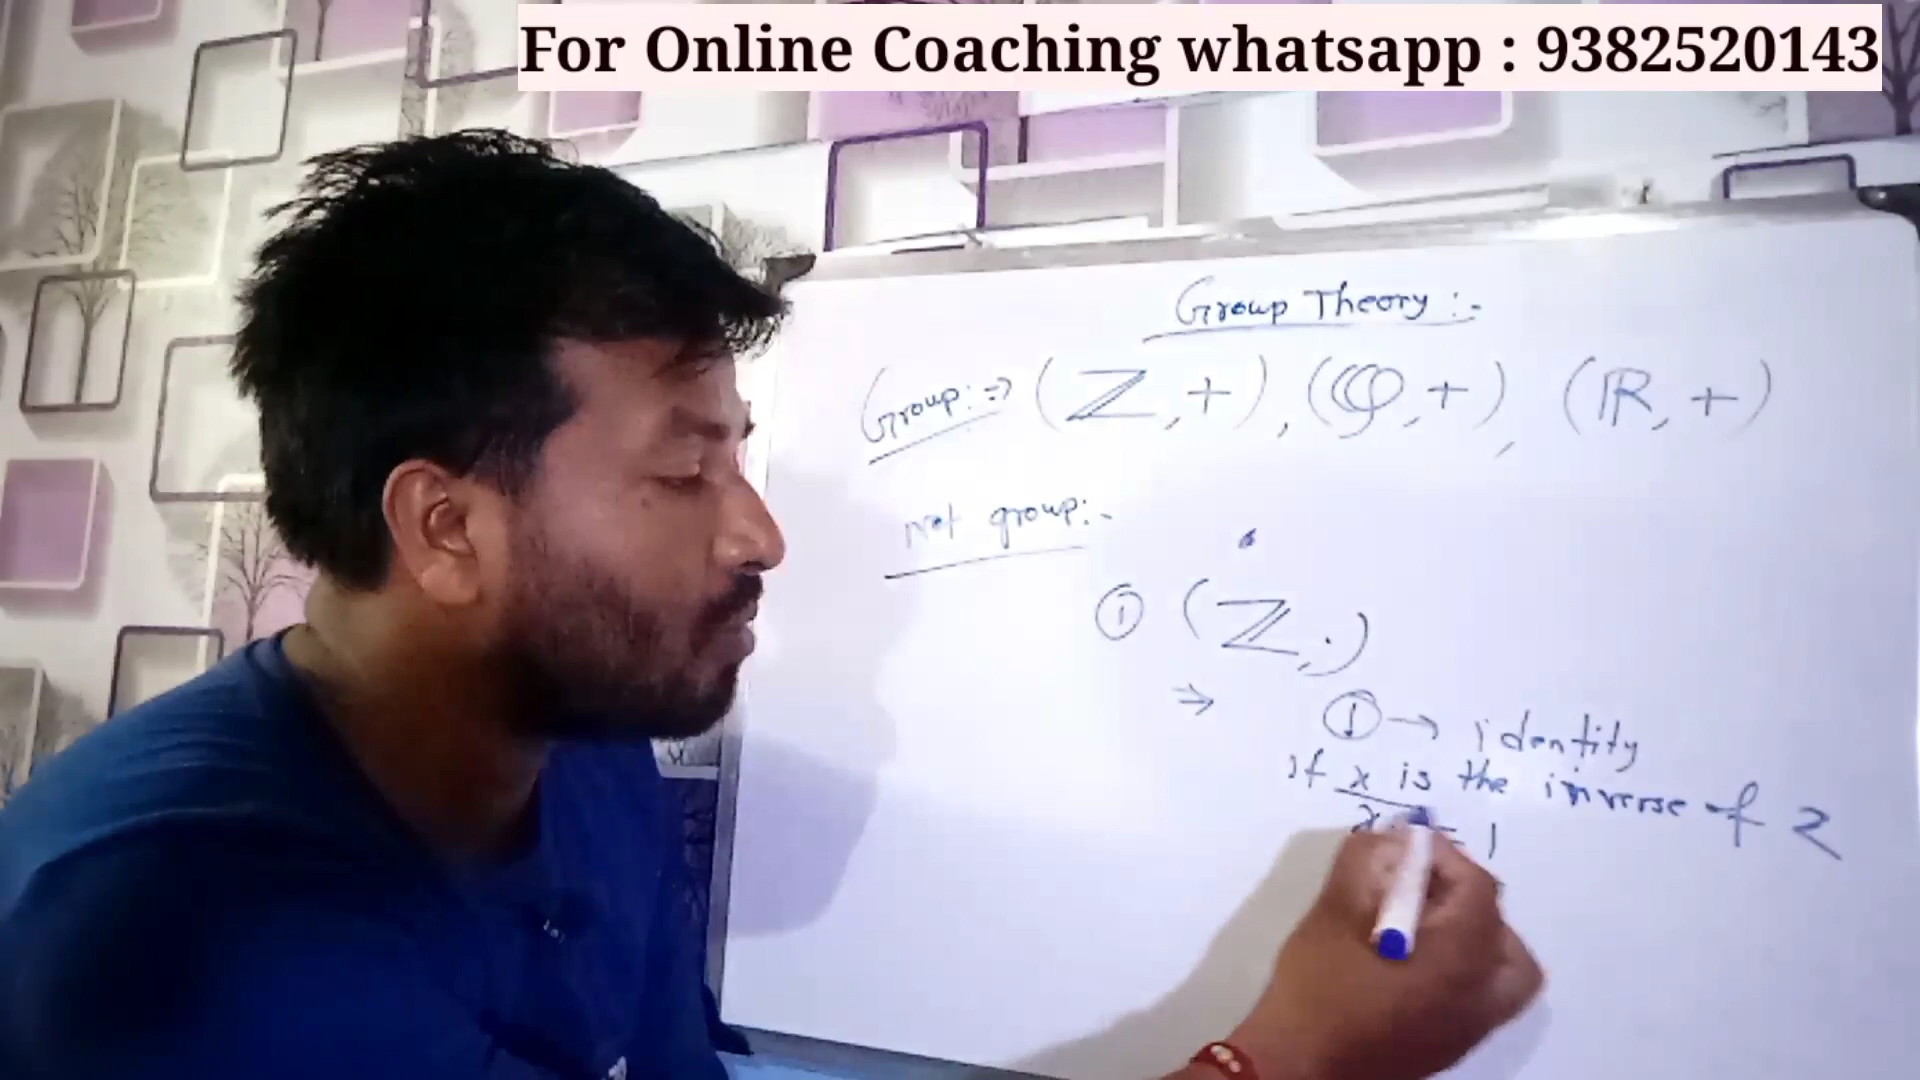 For Online Coaching whatsapp : 9382520143
Group Theory :-
Group :⇒ (ℤ, +), (ℚ, +), (ℝ, +)
Not group:-
① (ℤ, ·)
⇒ ① → identity
if x is the inverse of 2
= 1